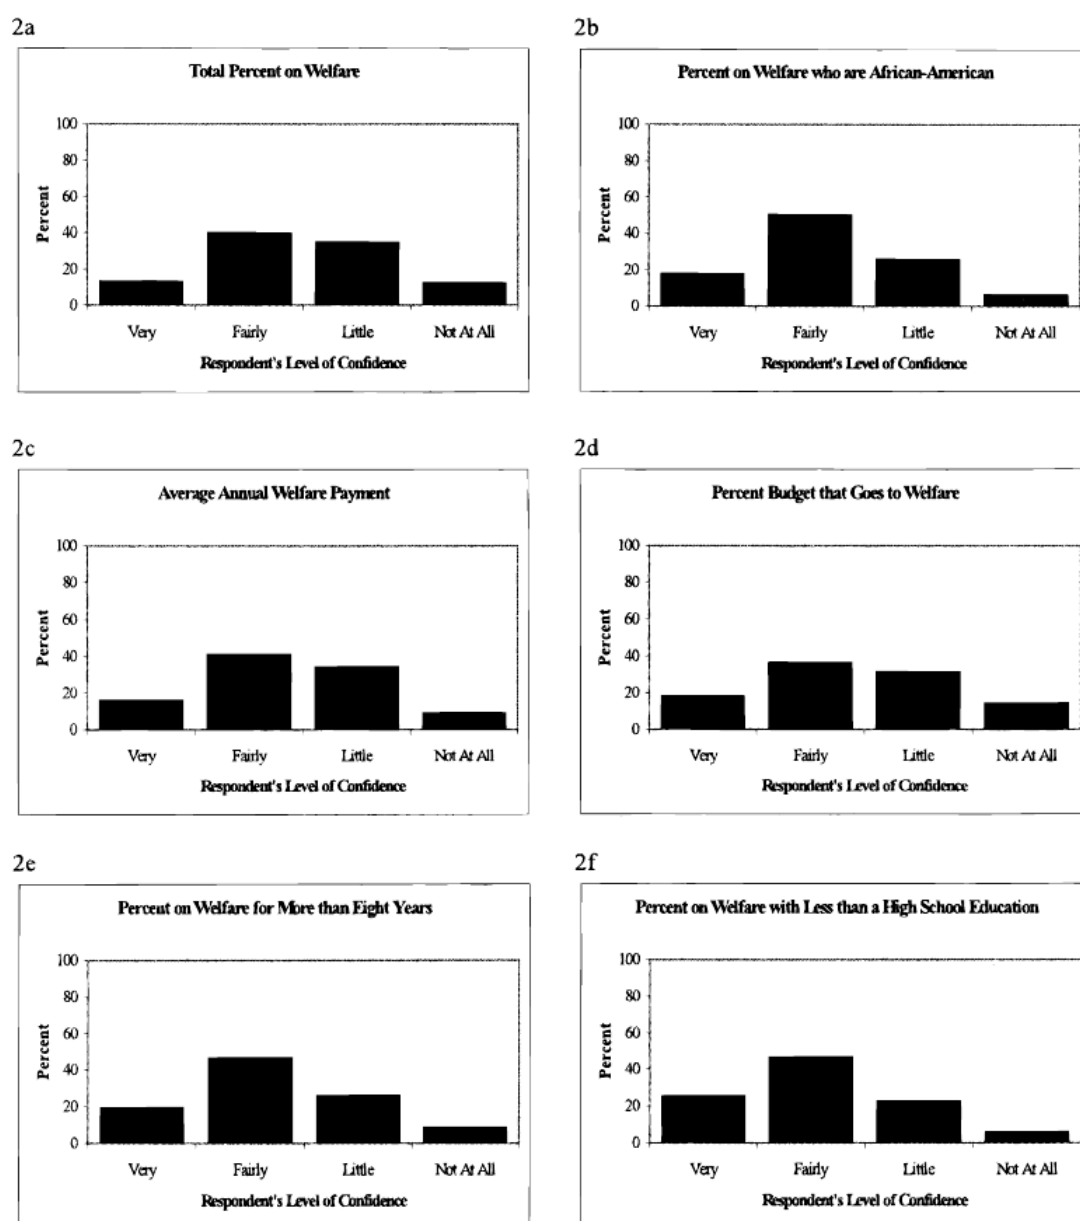 2a
Total Percent on Welfare
100
80
60
40
20
0
Percent
Very Fairly Little Not At All
Respondent's Level of Confidence
2b
Percent on Welfare who are African-American
100
80
60
40
20
0
Percent
Very Fairly Little Not At All
Respondent's Level of Confidence
2c
Average Annual Welfare Payment
100
80
60
40
20
0
Percent
Very Fairly Little Not At All
Respondent's Level of Confidence
2d
Percent Budget that Goes to Welfare
100
80
60
40
20
0
Percent
Very Fairly Little Not At All
Respondent's Level of Confidence
2e
Percent on Welfare for More than Eight Years
100
80
60
40
20
0
Percent
Very Fairly Little Not At All
Respondent's Level of Confidence
2f
Percent on Welfare with Less than a High School Education
100
80
60
40
20
0
Percent
Very Fairly Little Not At All
Respondent's Level of Confidence